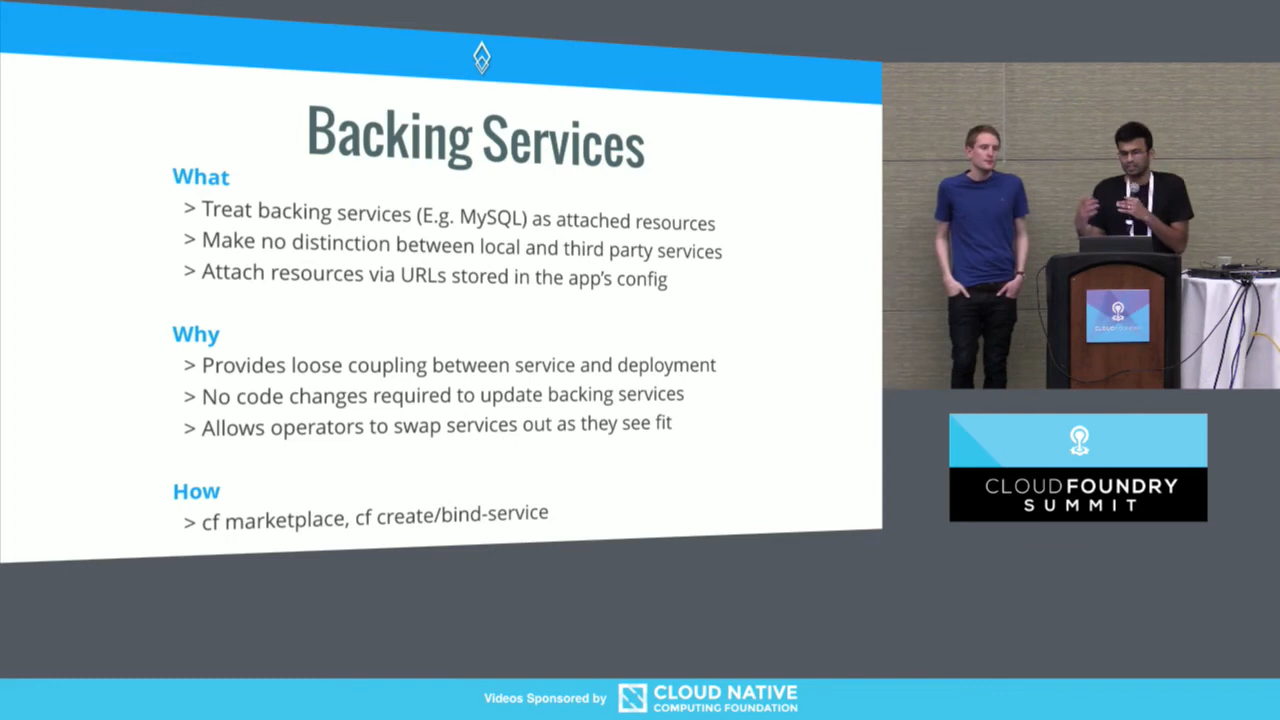 Backing Services
What
> Treat backing services (E.g. MySQL) as attached resources
> Make no distinction between local and third party services
> Attach resources via URLs stored in the app's config
Why
> Provides loose coupling between service and deployment
> No code changes required to update backing services
> Allows operators to swap services out as they see fit
How
> cf marketplace, cf create/bind-service
CLOUD FOUNDRY
CLOUD FOUNDRY
SUMMIT
Videos Sponsored by
CLOUD NATIVE
COMPUTING FOUNDATION